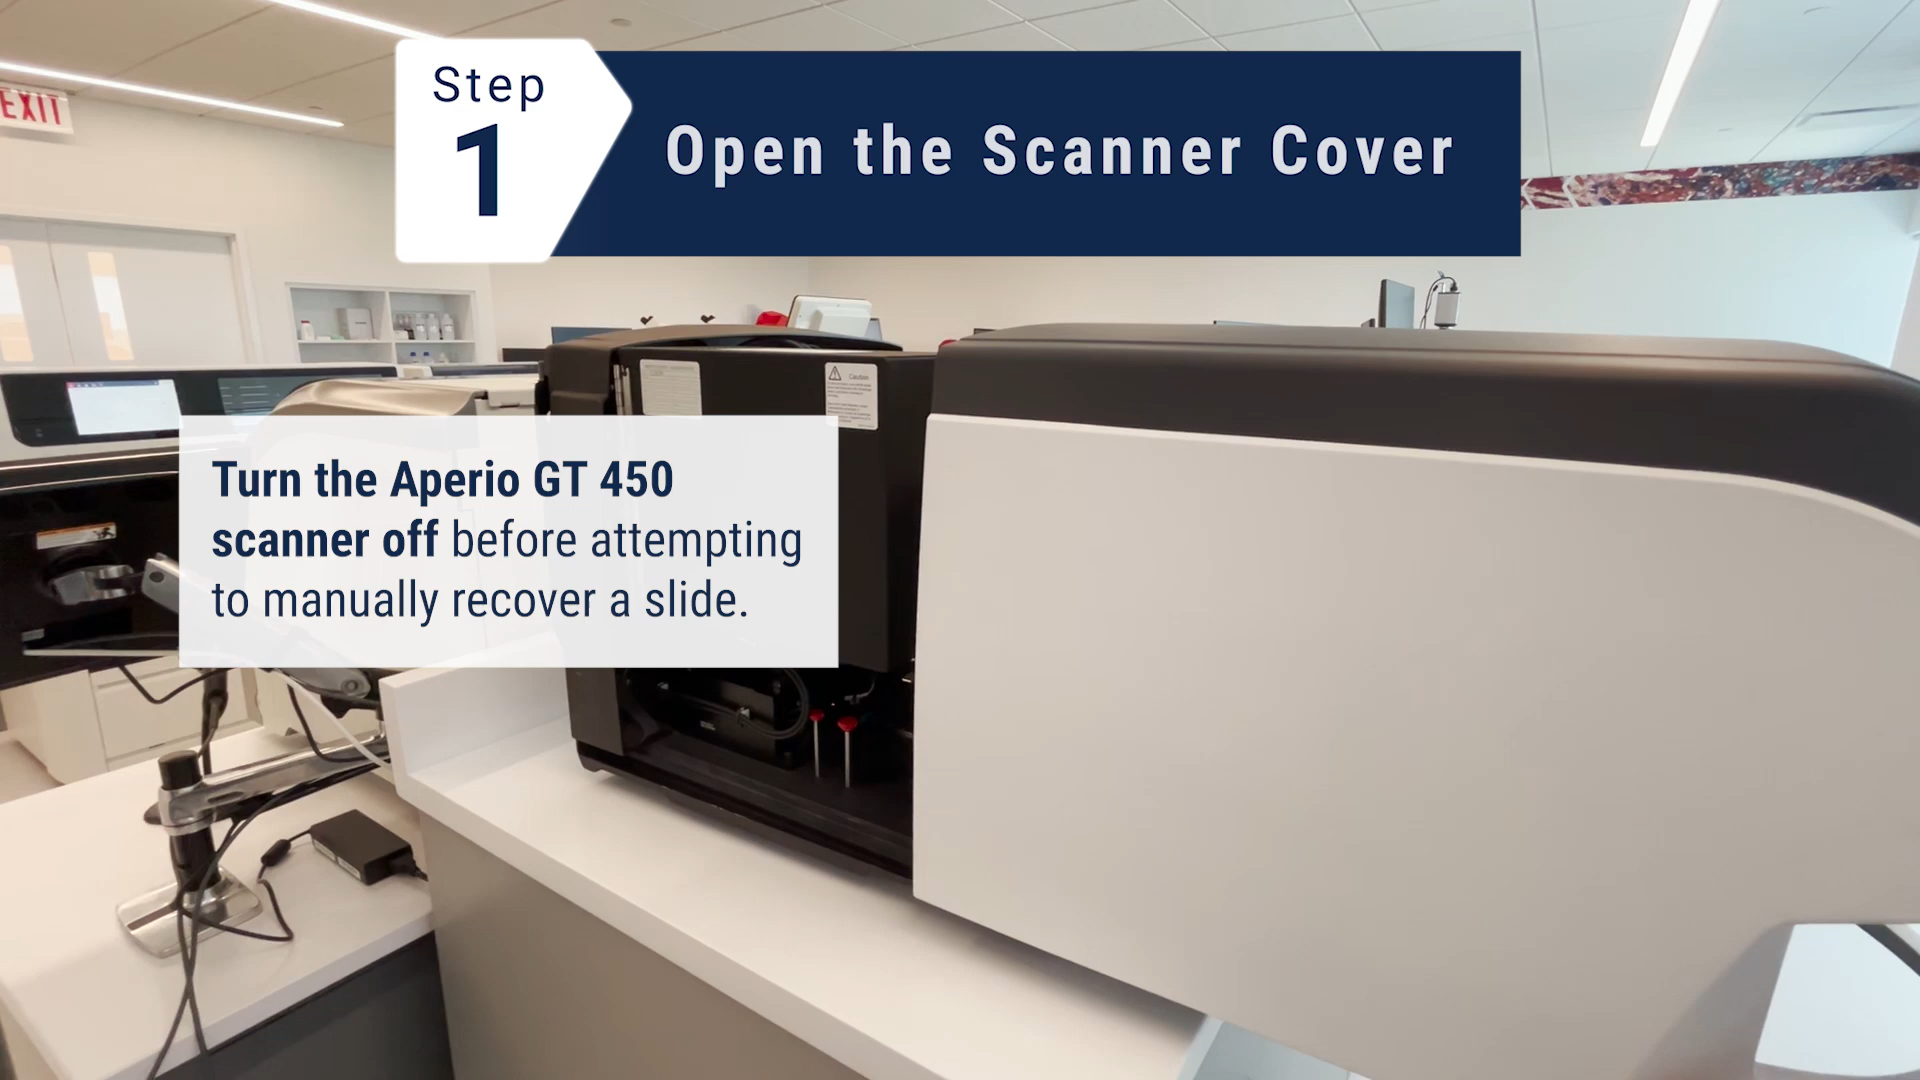 Step
1
Open the Scanner Cover
EXIT
Caution
Turn the Aperio GT 450
scanner off before attempting
to manually recover a slide.